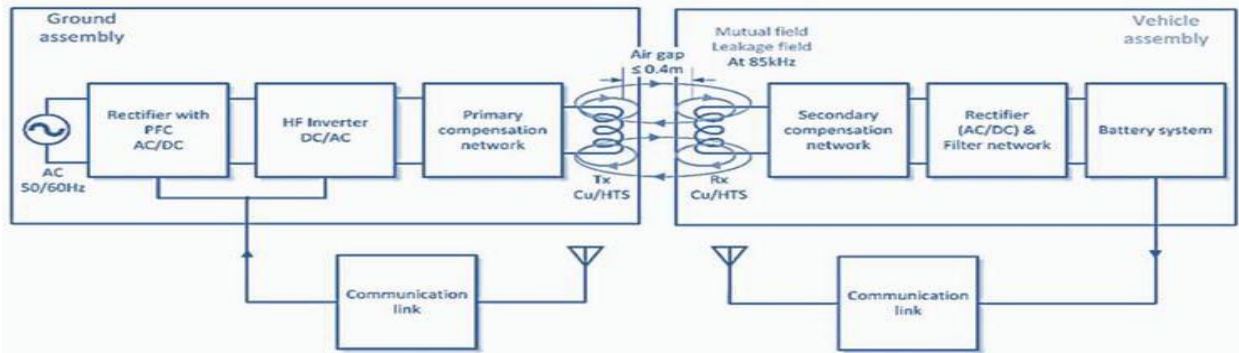 Ground
assembly
Vehicle
assembly
Mutual field
Leakage field
At 85kHz
Air gap
≤ 0.4m
Rectifier with
PFC
AC/DC
HF Inverter
DC/AC
Primary
compensation
network
Secondary
compensation
network
Rectifier
(AC/DC) &
Filter network
Battery system
AC
50/60Hz
Tx
Cu/HTS
Rx
Cu/HTS
Communication
link
Communication
link